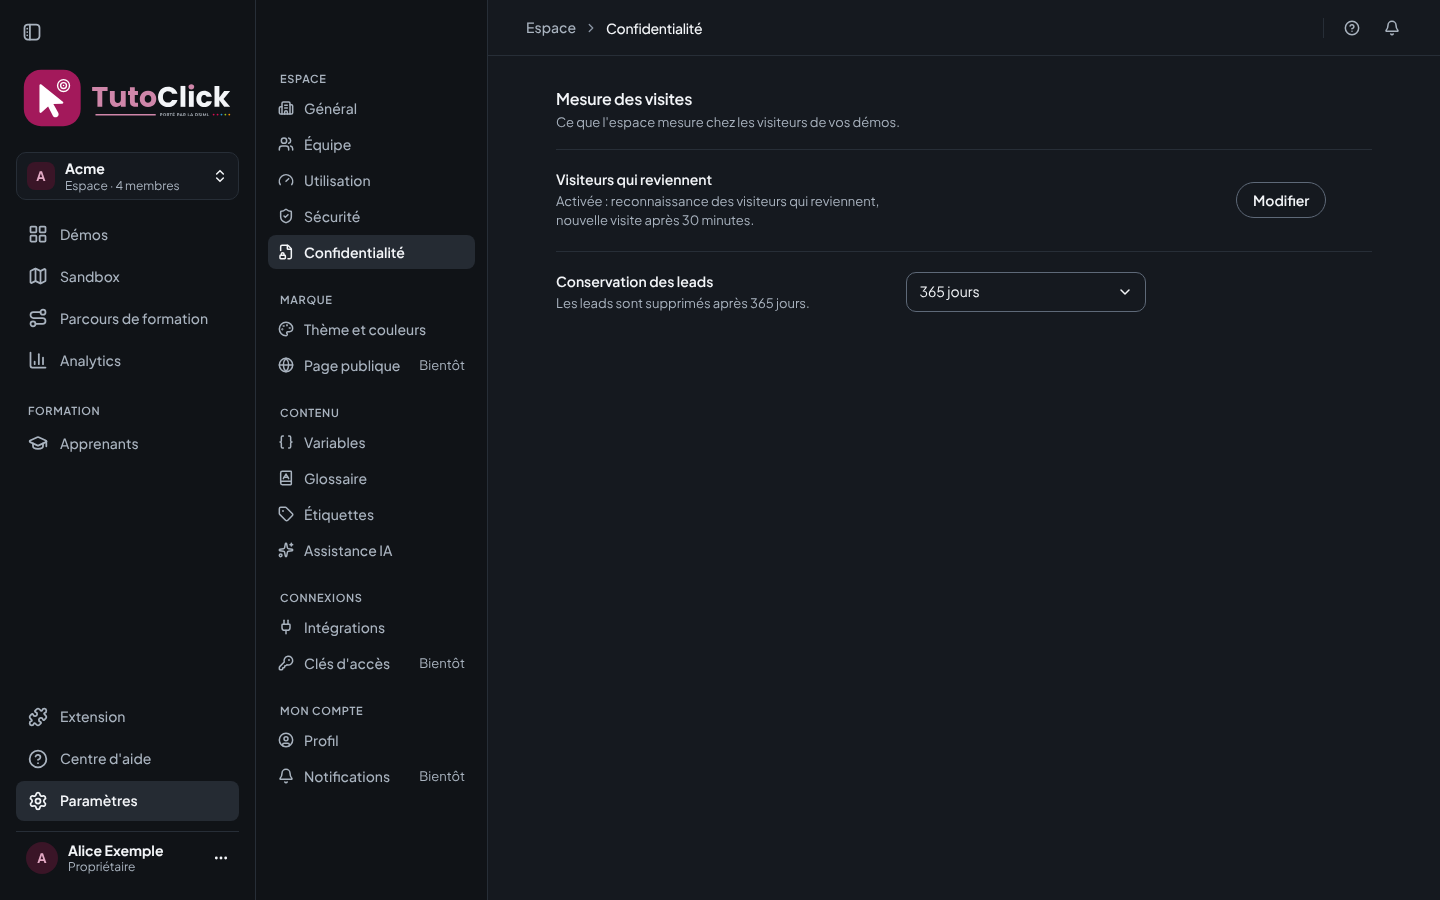 TutoClick
PORTÉ PAR LA DSIML
A
Acme
Espace · 4 membres
Démos
Sandbox
Parcours de formation
Analytics
FORMATION
Apprenants
Extension
Centre d'aide
Paramètres
A
Alice Exemple
Propriétaire
ESPACE
Général
Équipe
Utilisation
Sécurité
Confidentialité
MARQUE
Thème et couleurs
Page publique Bientôt
CONTENU
Variables
Glossaire
Étiquettes
Assistance IA
CONNEXIONS
Intégrations
Clés d'accès Bientôt
MON COMPTE
Profil
Notifications Bientôt
Espace > Confidentialité
Mesure des visites
Ce que l'espace mesure chez les visiteurs de vos démos.
Visiteurs qui reviennent
Activée : reconnaissance des visiteurs qui reviennent,
nouvelle visite après 30 minutes.
Modifier
Conservation des leads
Les leads sont supprimés après 365 jours.
365 jours